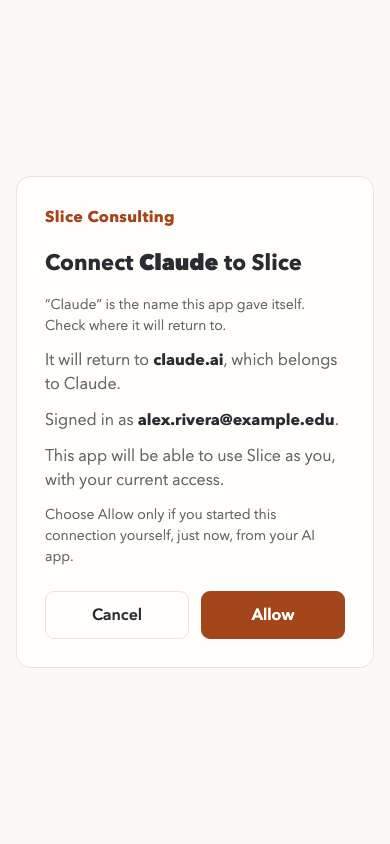 Slice Consulting
Connect Claude to Slice
“Claude” is the name this app gave itself.
Check where it will return to.
It will return to claude.ai, which belongs
to Claude.
Signed in as alex.rivera@example.edu.
This app will be able to use Slice as you,
with your current access.
Choose Allow only if you started this
connection yourself, just now, from your AI
app.
Cancel
Allow